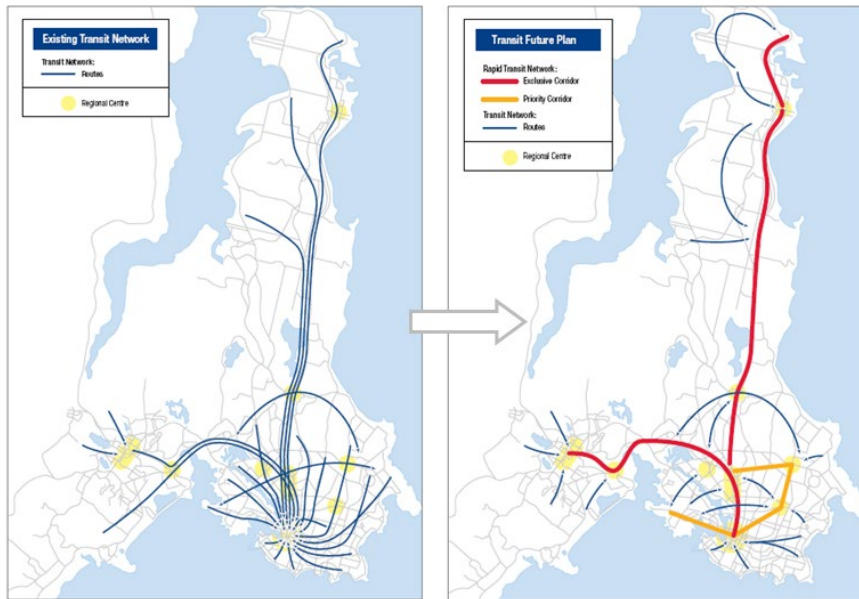 Existing Transit Network
Transit Network:
Routes
Regional Centre
Transit Future Plan
Rapid Transit Network:
Exclusive Corridor
Priority Corridor
Transit Network:
Routes
Regional Centre